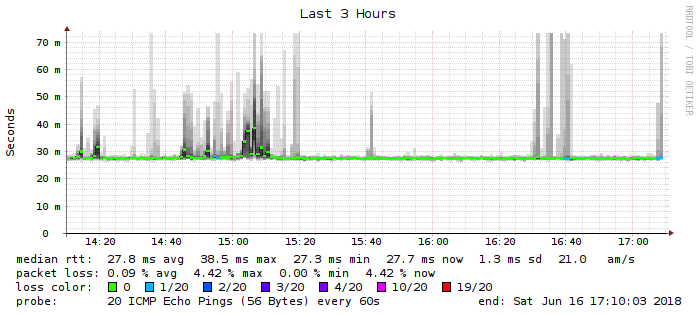 Last 3 Hours
RRDTOOL / TOBI OETIKER
Seconds
70 m
60 m
50 m
40 m
30 m
20 m
10 m
0
14:20 14:40 15:00 15:20 15:40 16:00 16:20 16:40 17:00
median rtt: 27.8 ms avg 38.5 ms max 27.3 ms min 27.7 ms now 1.3 ms sd 21.0 am/s
packet loss: 0.09 % avg 4.42 % max 0.00 % min 4.42 % now
loss color: 0 1/20 2/20 3/20 4/20 10/20 19/20
probe: 20 ICMP Echo Pings (56 Bytes) every 60s end: Sat Jun 16 17:10:03 2018